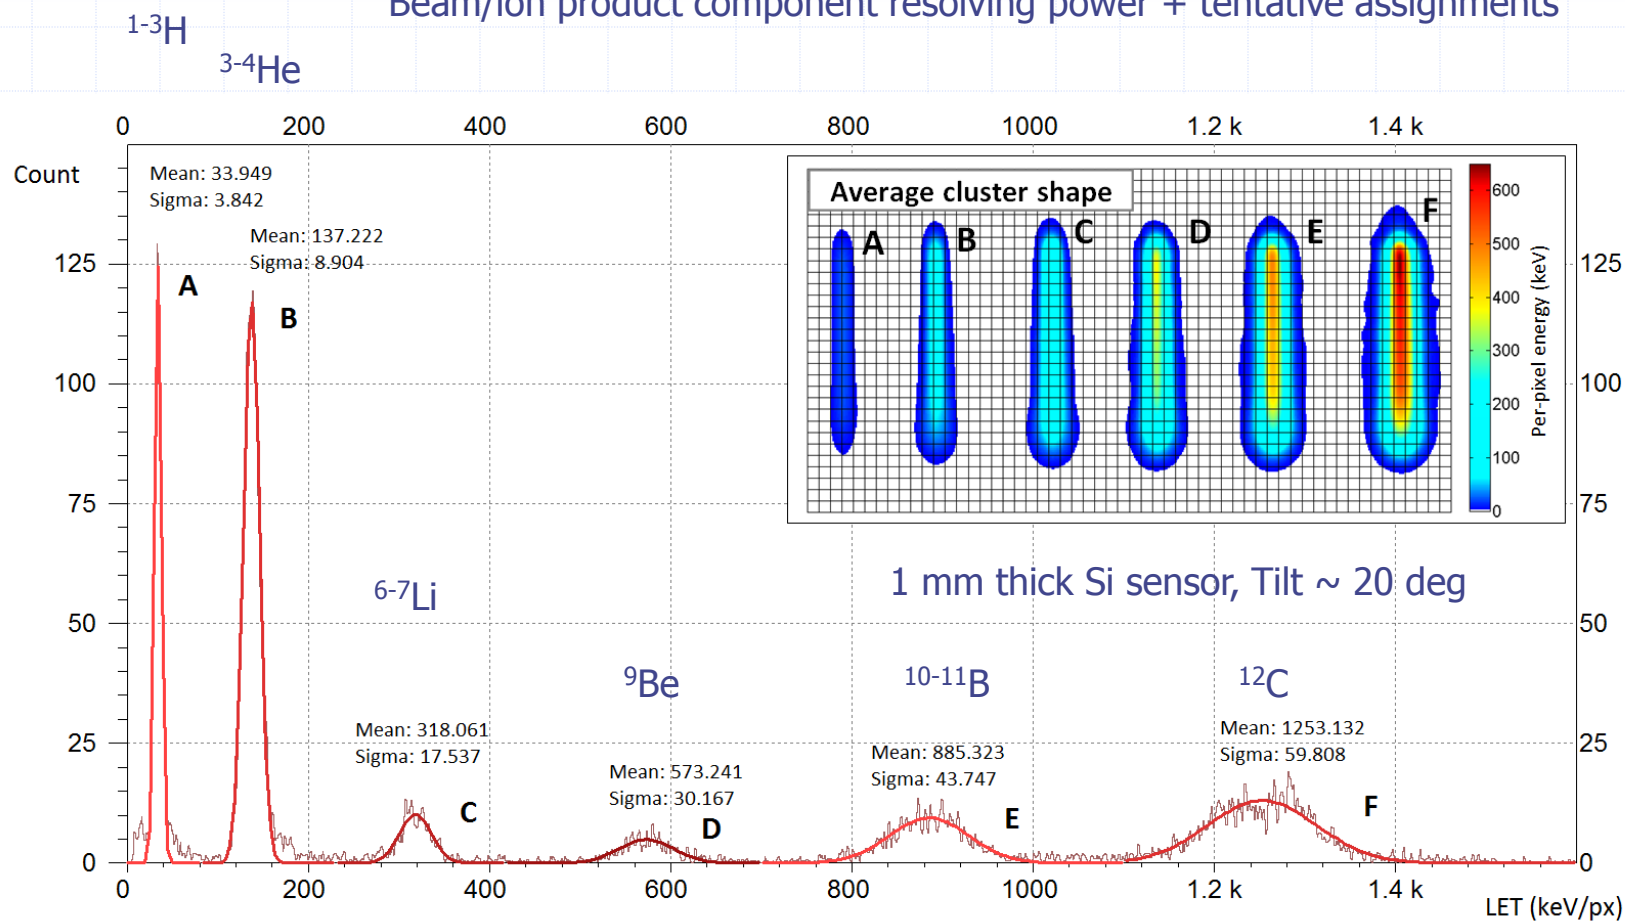 Beam/ion product component resolving power + tentative assignments
1-3H
3-4He
0 200 400 600 800 1000 1.2 k 1.4 k
Count
Mean: 33.949
Sigma: 3.842
Mean: 137.222
Sigma: 8.904
A
B
Average cluster shape
A B C D E F
600
500
400
300
200
100
0
Per-pixel energy (keV)
125
100
75
50
25
0
125
100
75
50
25
0
1 mm thick Si sensor, Tilt ~ 20 deg
6-7Li
9Be
10-11B
12C
Mean: 318.061
Sigma: 17.537
C
Mean: 573.241
Sigma: 30.167
D
Mean: 885.323
Sigma: 43.747
E
Mean: 1253.132
Sigma: 59.808
F
0 200 400 600 800 1000 1.2 k 1.4 k
LET (keV/px)